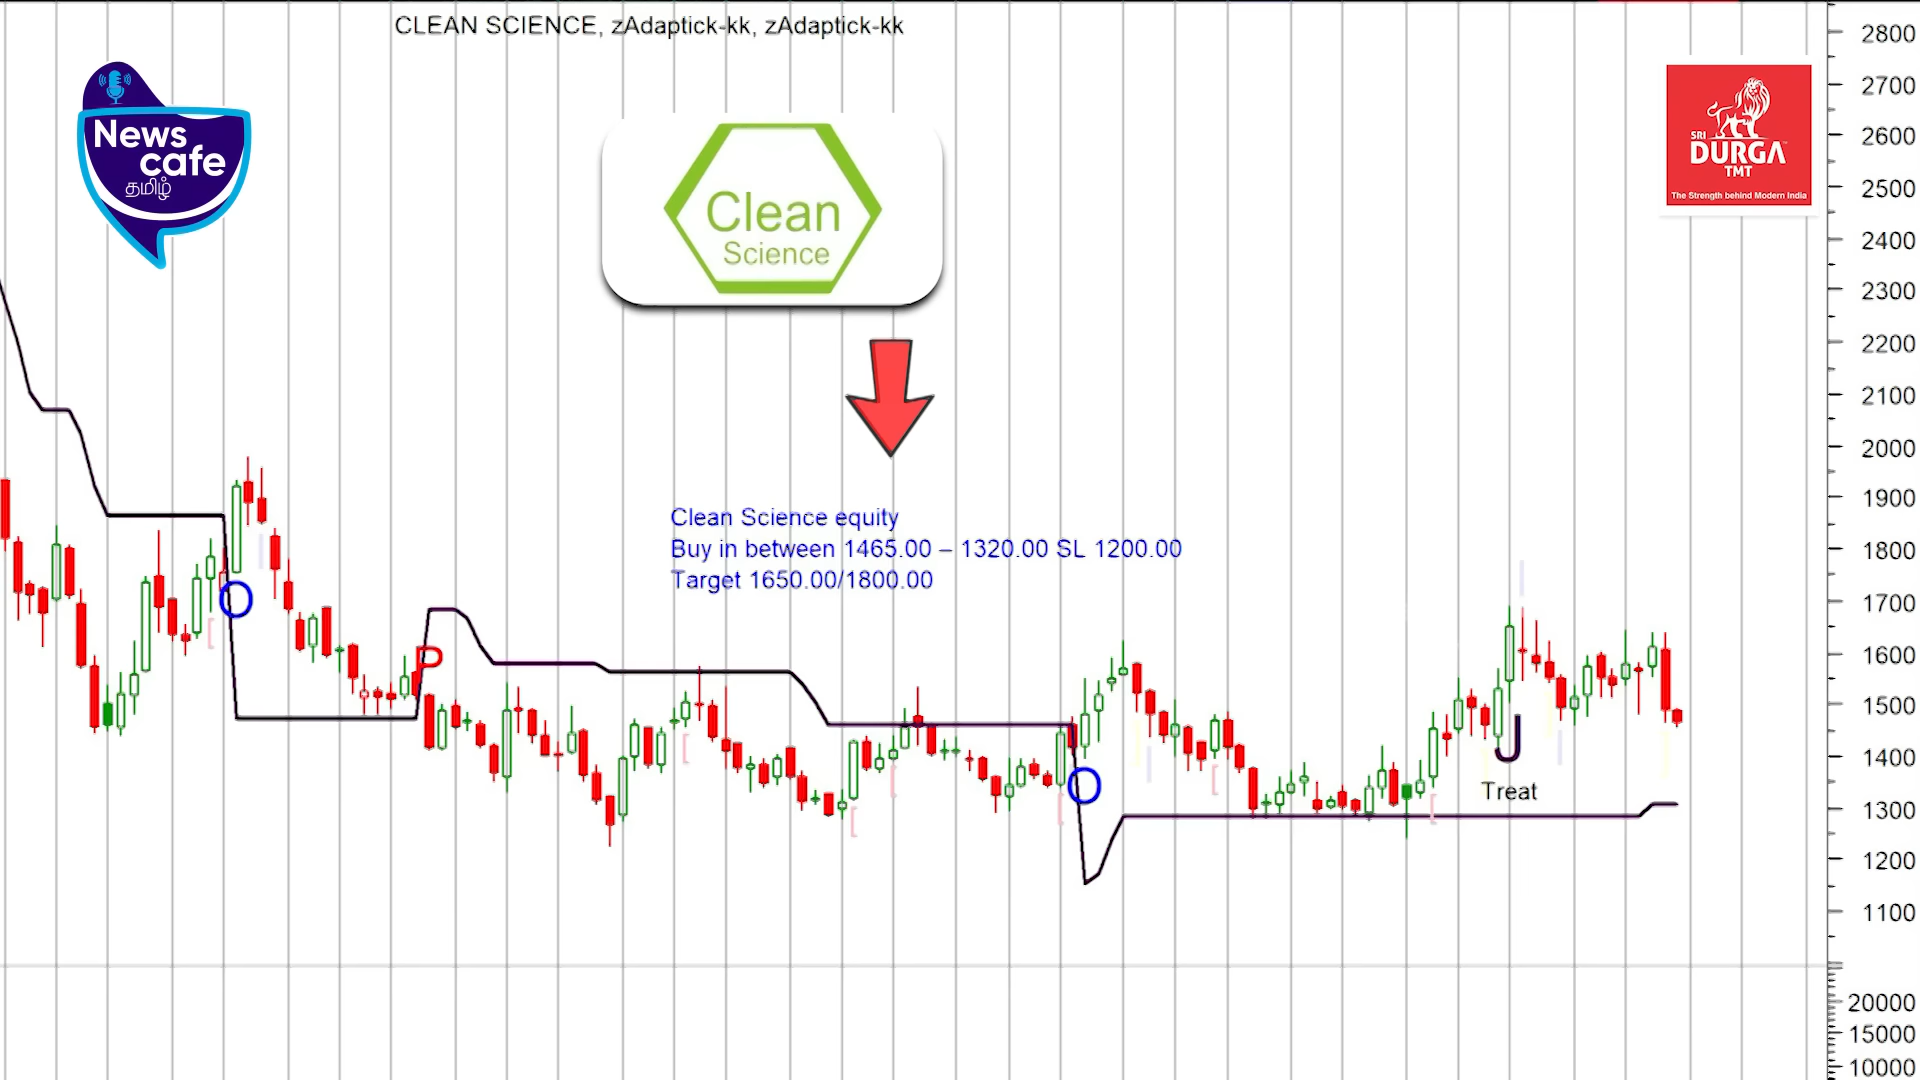 CLEAN SCIENCE, zAdaptick-kk, zAdaptick-kk
News
cafe
தமிழ்
SRI
DURGA
TMT
The Strength behind Modern India
Clean
Science
Clean Science equity
Buy in between 1465.00 – 1320.00 SL 1200.00
Target 1650.00/1800.00
O
P
O
J
Treat
2800
2700
2600
2500
2400
2300
2200
2100
2000
1900
1800
1700
1600
1500
1400
1300
1200
1100
20000
15000
10000